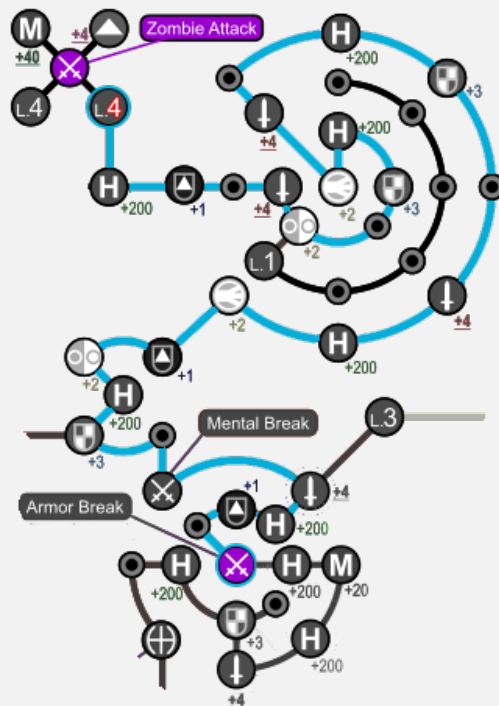 M
+4
Zombie Attack
+40
L.4
L.4
H
+200
+3
+4
H
+200
H
+200
+1
+4
+2
+3
+2
L.1
+2
+4
H
+200
+2
+1
H
+200
+3
L.3
Mental Break
+4
Armor Break
+1
H
+200
H
+200
H
+200
M
+20
+3
H
+200
+4